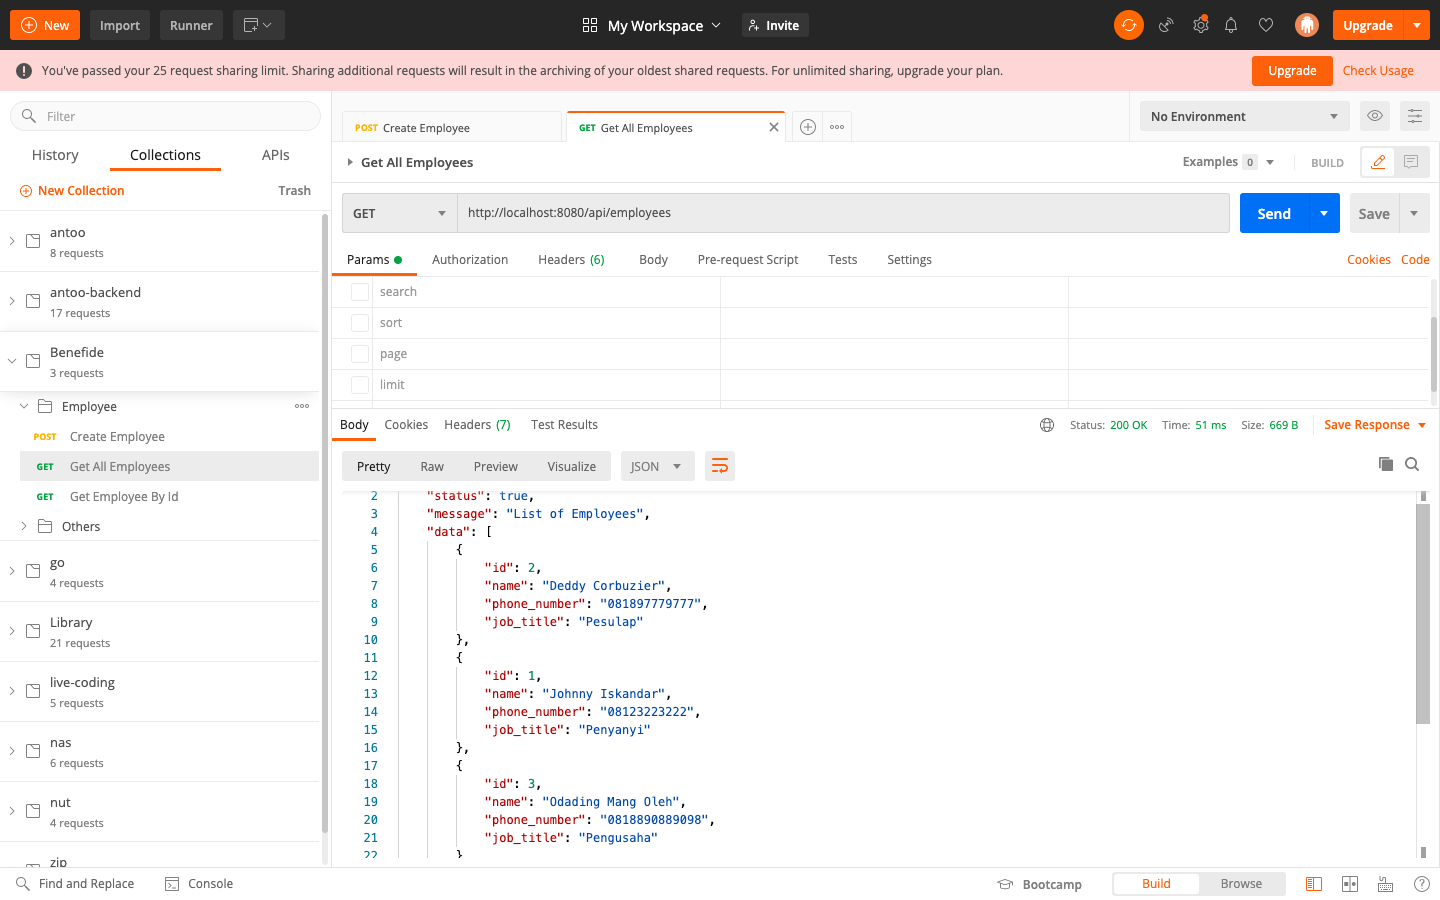 New Import Runner My Workspace Invite Upgrade
You've passed your 25 request sharing limit. Sharing additional requests will result in the archiving of your oldest shared requests. For unlimited sharing, upgrade your plan. Upgrade Check Usage
Filter
History Collections APIs
New Collection Trash
antoo
8 requests
antoo-backend
17 requests
Benefide
3 requests
Employee
POST Create Employee
GET Get All Employees
GET Get Employee By Id
Others
go
4 requests
Library
21 requests
live-coding
5 requests
nas
6 requests
nut
4 requests
zip
POST Create Employee GET Get All Employees No Environment
Get All Employees Examples 0 BUILD
GET http://localhost:8080/api/employees Send Save
Params Authorization Headers (6) Body Pre-request Script Tests Settings Cookies Code
search
sort
page
limit
Body Cookies Headers (7) Test Results Status: 200 OK Time: 51 ms Size: 669 B Save Response
Pretty Raw Preview Visualize JSON
2 "status": true,
3 "message": "List of Employees",
4 "data": [
5 {
6 "id": 2,
7 "name": "Deddy Corbuzier",
8 "phone_number": "081897779777",
9 "job_title": "Pesulap"
10 },
11 {
12 "id": 1,
13 "name": "Johnny Iskandar",
14 "phone_number": "08123223222",
15 "job_title": "Penyanyi"
16 },
17 {
18 "id": 3,
19 "name": "Odading Mang Oleh",
20 "phone_number": "0818890889098",
21 "job_title": "Pengusaha"
22 }
Find and Replace Console Bootcamp Build Browse